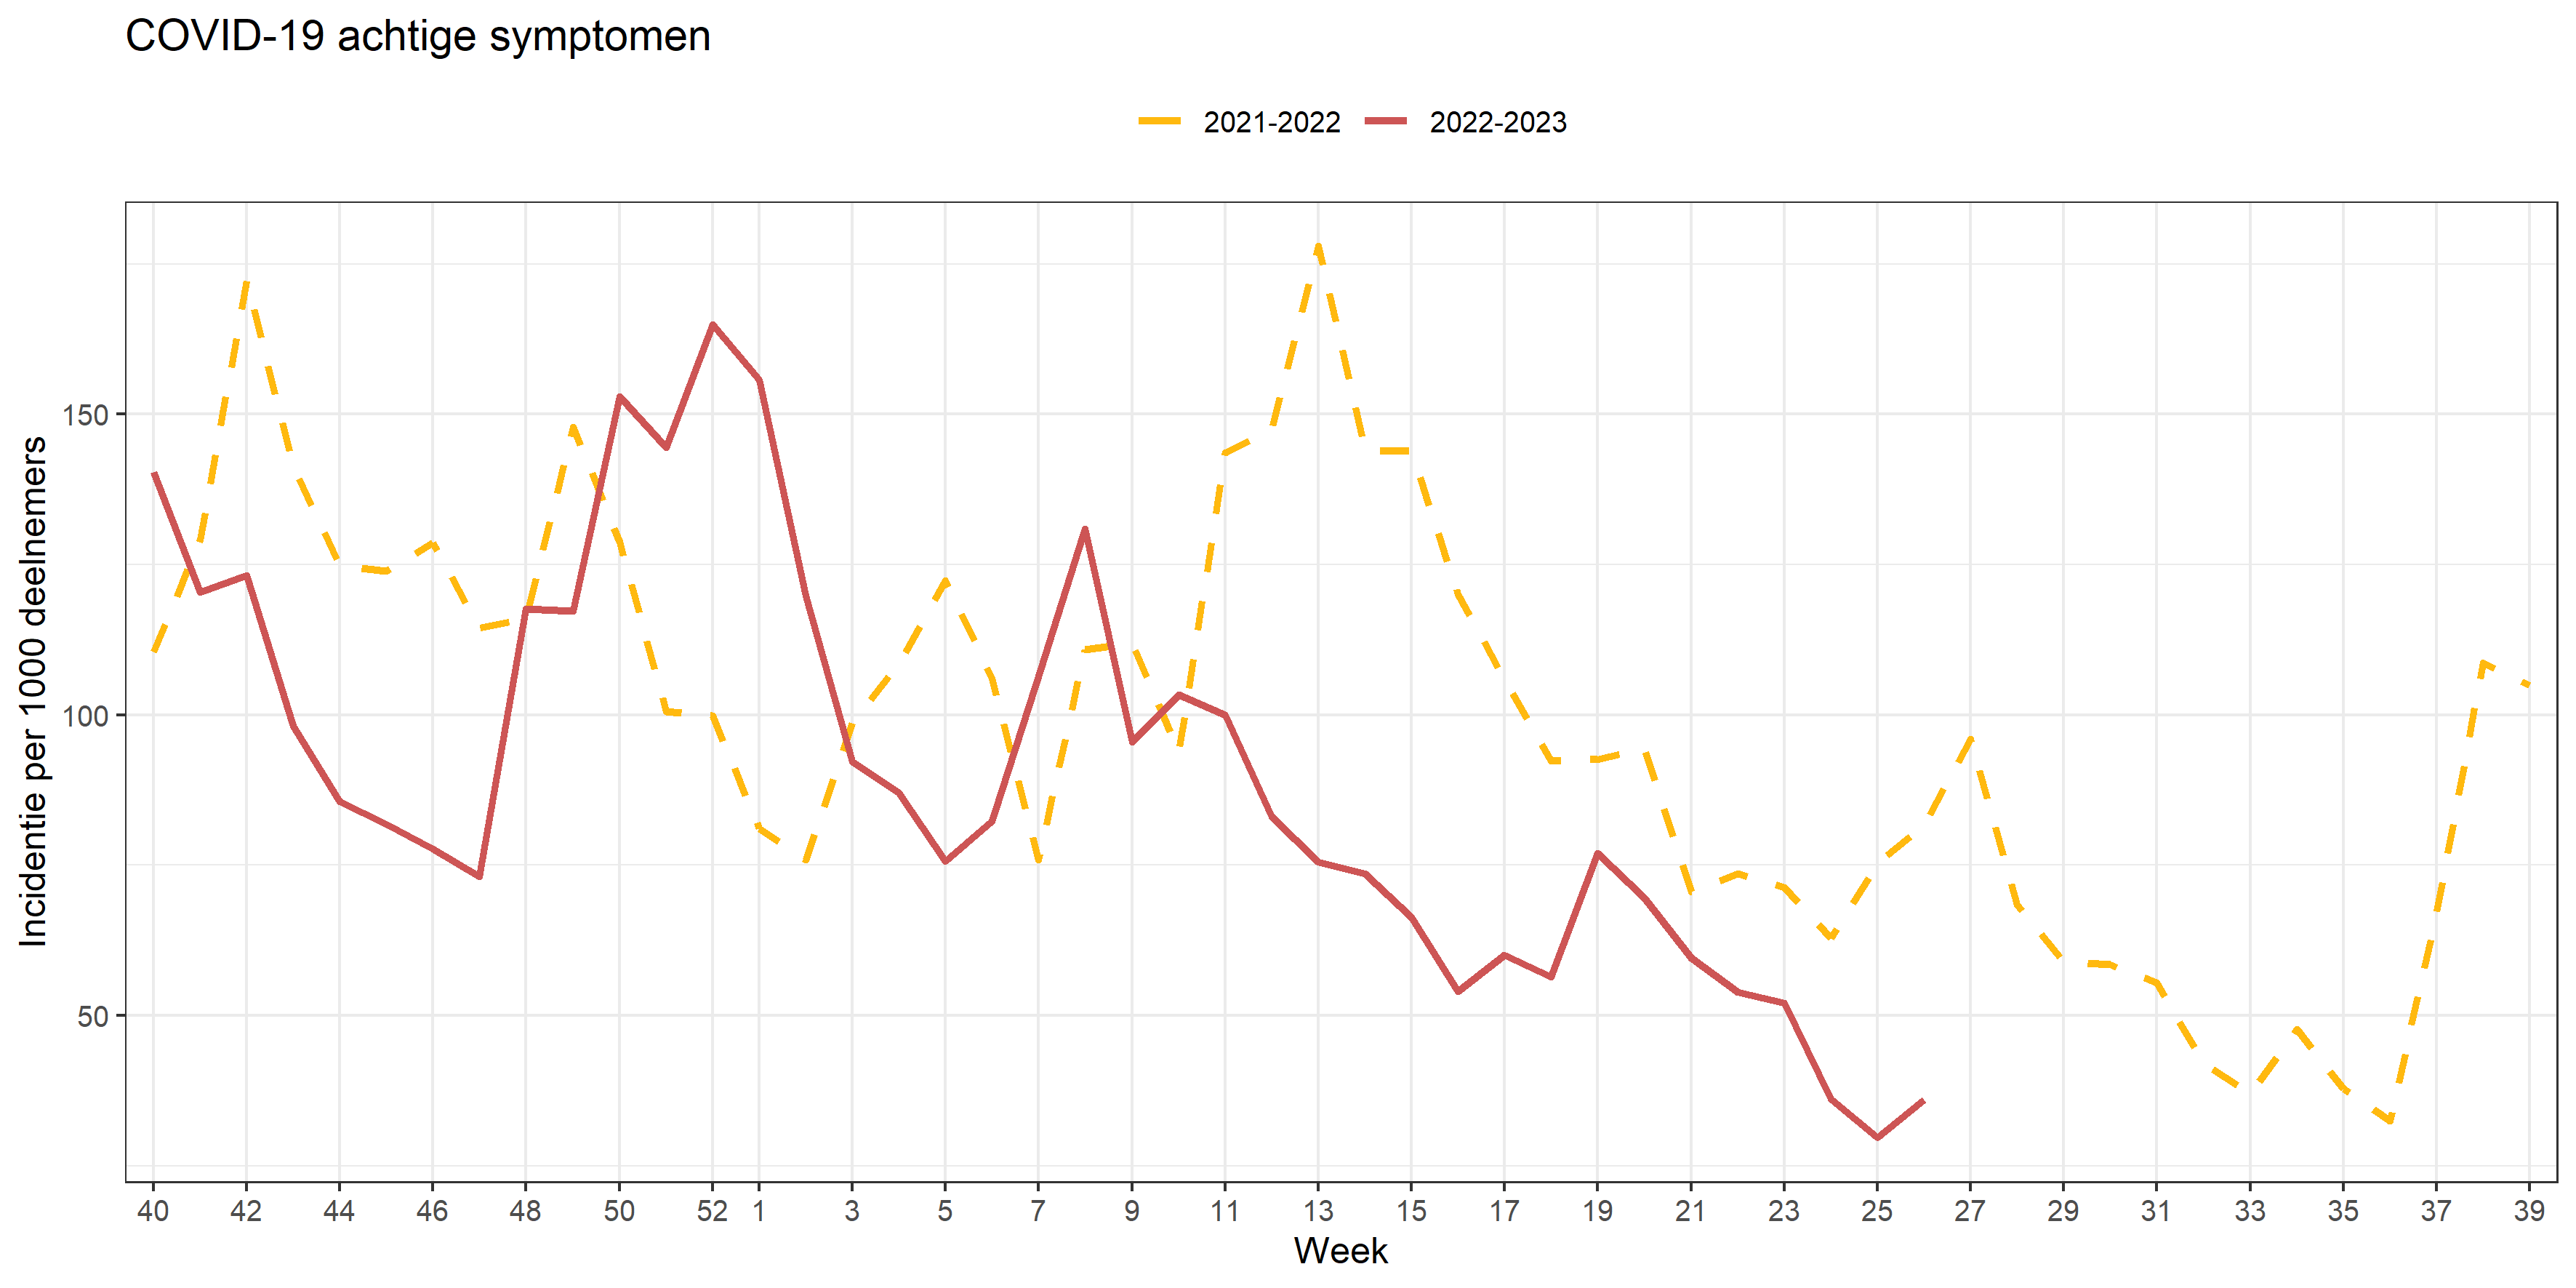 COVID-19 achtige symptomen
2021-2022 2022-2023
Incidentie per 1000 deelnemers
150
100
50
40 42 44 46 48 50 52 1 3 5 7 9 11 13 15 17 19 21 23 25 27 29 31 33 35 37 39
Week